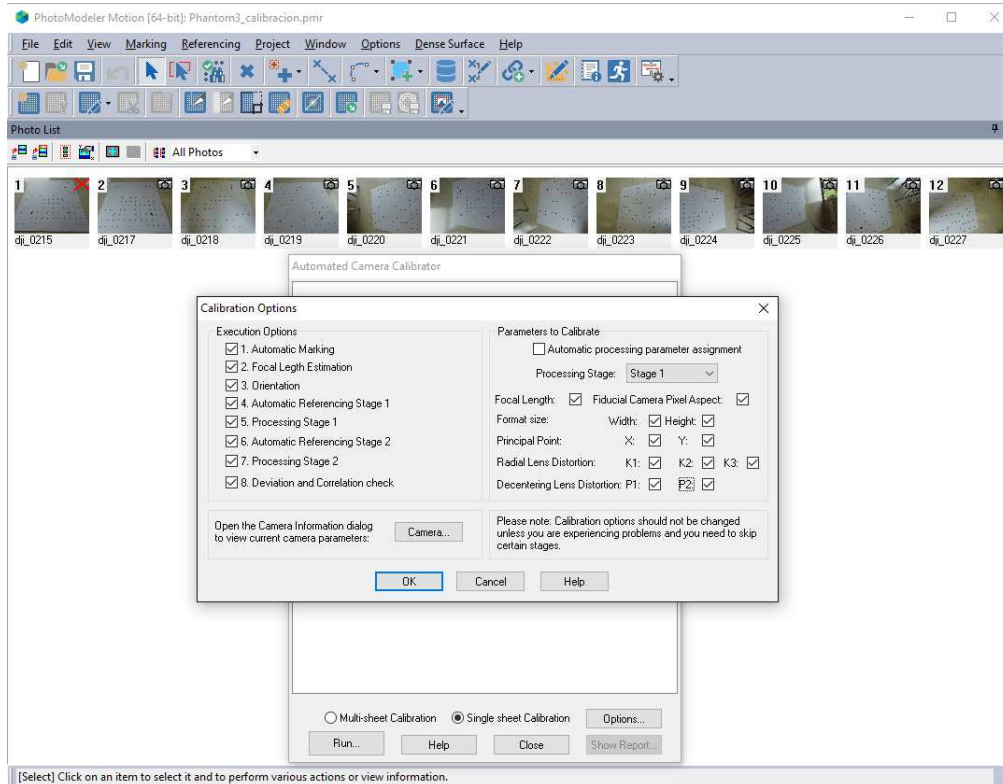 PhotoModeler Motion [64-bit]: Phantom3_calibracion.pmr
File Edit View Marking Referencing Project Window Options Dense Surface Help
Photo List
All Photos
1 2 3 4 5 6 7 8 9 10 11 12
dji_0215 dji_0217 dji_0218 dji_0219 dji_0220 dji_0221 dji_0222 dji_0223 dji_0224 dji_0225 dji_0226 dji_0227
Automated Camera Calibrator
Calibration Options
Execution Options
1. Automatic Marking
2. Focal Legth Estimation
3. Orientation
4. Automatic Referencing Stage 1
5. Processing Stage 1
6. Automatic Referencing Stage 2
7. Processing Stage 2
8. Deviation and Correlation check
Open the Camera Information dialog
to view current camera parameters:
Camera...
Parameters to Calibrate
Automatic processing parameter assignment
Processing Stage: Stage 1
Focal Length: Fiducial Camera Pixel Aspect:
Format size: Width: Height:
Principal Point: X: Y:
Radial Lens Distortion: K1: K2: K3:
Decentering Lens Distortion: P1: P2:
Please note: Calibration options should not be changed
unless you are experiencing problems and you need to skip
certain stages.
OK Cancel Help
Multi-sheet Calibration Single sheet Calibration Options...
Run... Help Close Show Report...
[Select] Click on an item to select it and to perform various actions or view information.